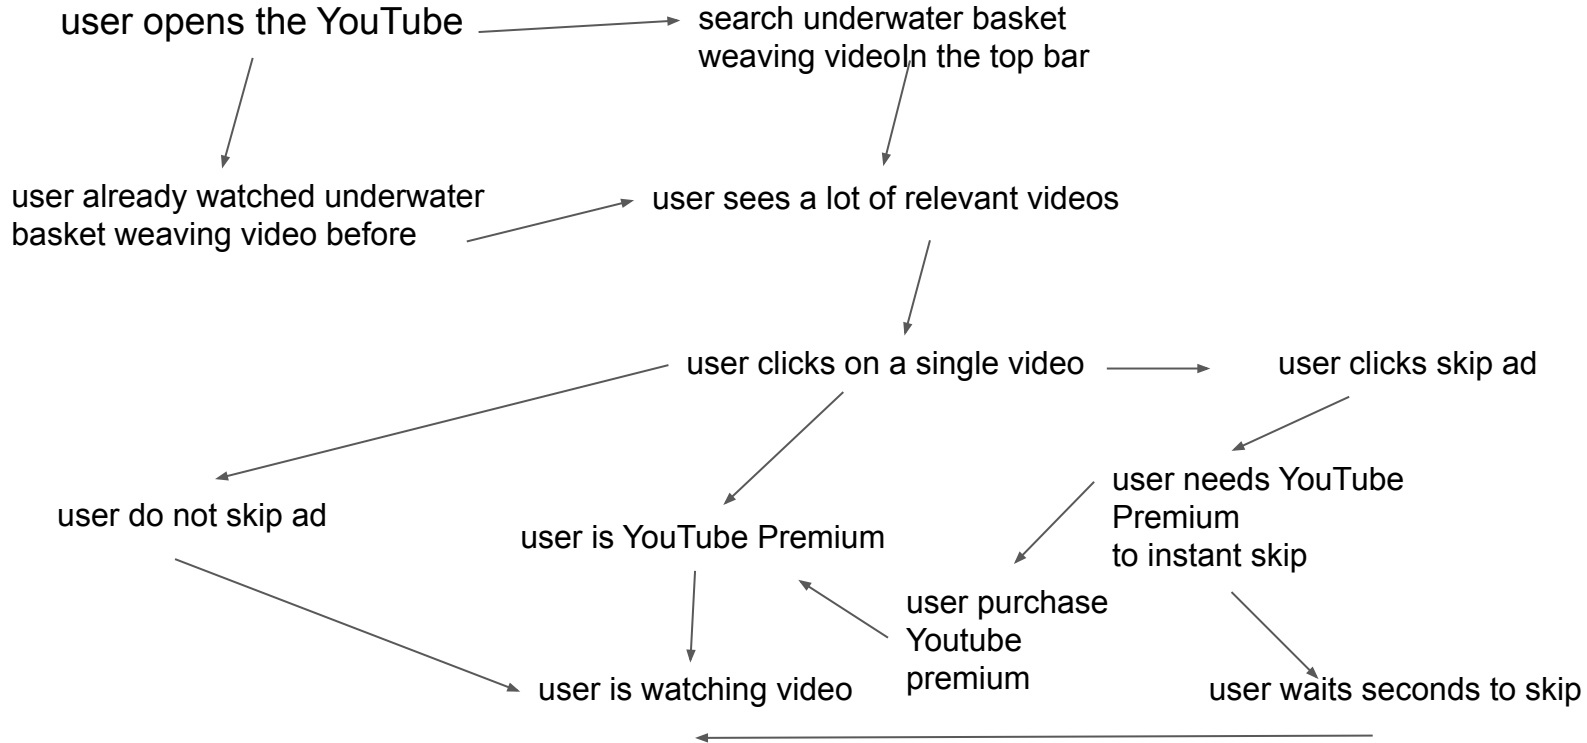 user opens the YouTube
search underwater basket
weaving videoIn the top bar
user already watched underwater
basket weaving video before
user sees a lot of relevant videos
user clicks on a single video
user clicks skip ad
user do not skip ad
user is YouTube Premium
user needs YouTube
Premium
to instant skip
user purchase
Youtube
premium
user is watching video
user waits seconds to skip